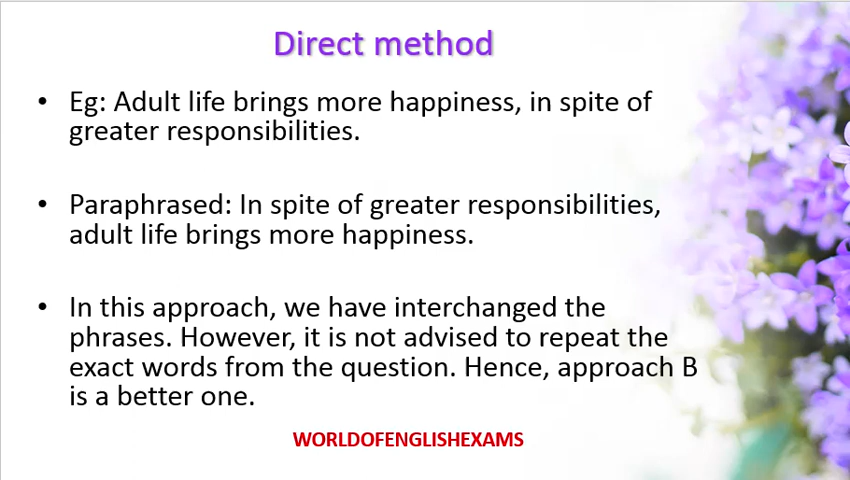 Direct method
• Eg: Adult life brings more happiness, in spite of
greater responsibilities.
• Paraphrased: In spite of greater responsibilities,
adult life brings more happiness.
• In this approach, we have interchanged the
phrases. However, it is not advised to repeat the
exact words from the question. Hence, approach B
is a better one.
WORLDOFENGLISHEXAMS